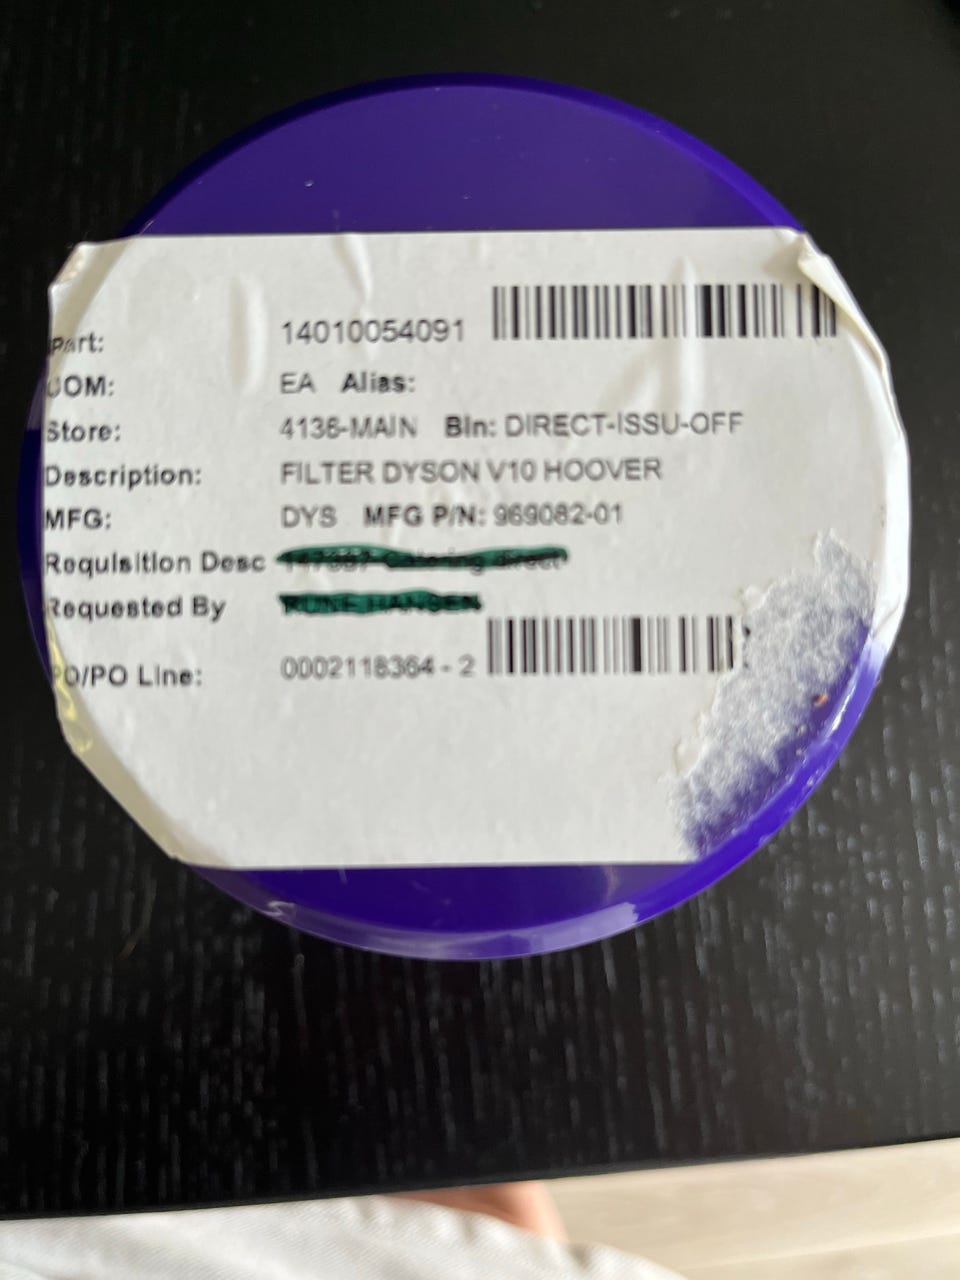 Part: 14010054091
UOM: EA Alias:
Store: 4136-MAIN Bin: DIRECT-ISSU-OFF
Description: FILTER DYSON V10 HOOVER
MFG: DYS MFG P/N: 969082-01
Requisition Desc
Requested By
PO/PO Line: 0002118364 - 2